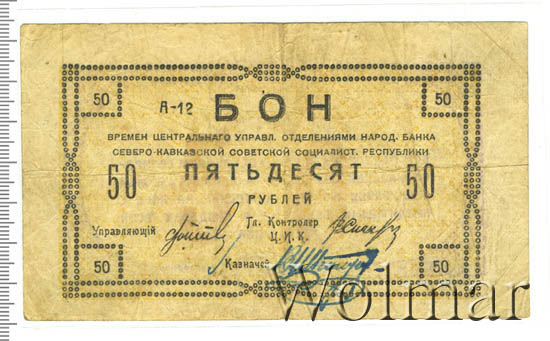 50 50
А-12 БОН
ВРЕМЕН ЦЕНТРАЛЬНАГО УПРАВЛ. ОТДЕЛЕНИЯМИ НАРОД. БАНКА
СЕВЕРО-КАВКАЗСКОЙ СОВЕТСКОЙ СОЦИАЛИСТ. РЕСПУБЛИКИ
50 ПЯТЬДЕСЯТ 50
РУБЛЕЙ
Управляющій Гл. Контролер
Ц. И. К.
Казначей
50 50
Wolmar